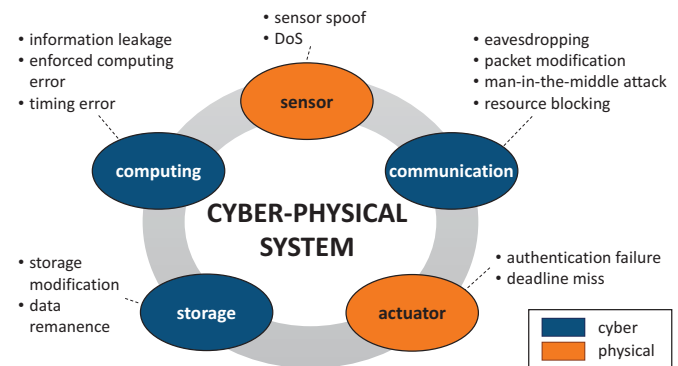 • sensor spoof
• DoS
• information leakage
• enforced computing
error
• timing error
• eavesdropping
• packet modification
• man-in-the-middle attack
• resource blocking
sensor
computing
communication
CYBER-PHYSICAL
SYSTEM
• storage
modification
• data
remanence
• authentication failure
• deadline miss
storage
actuator
cyber
physical